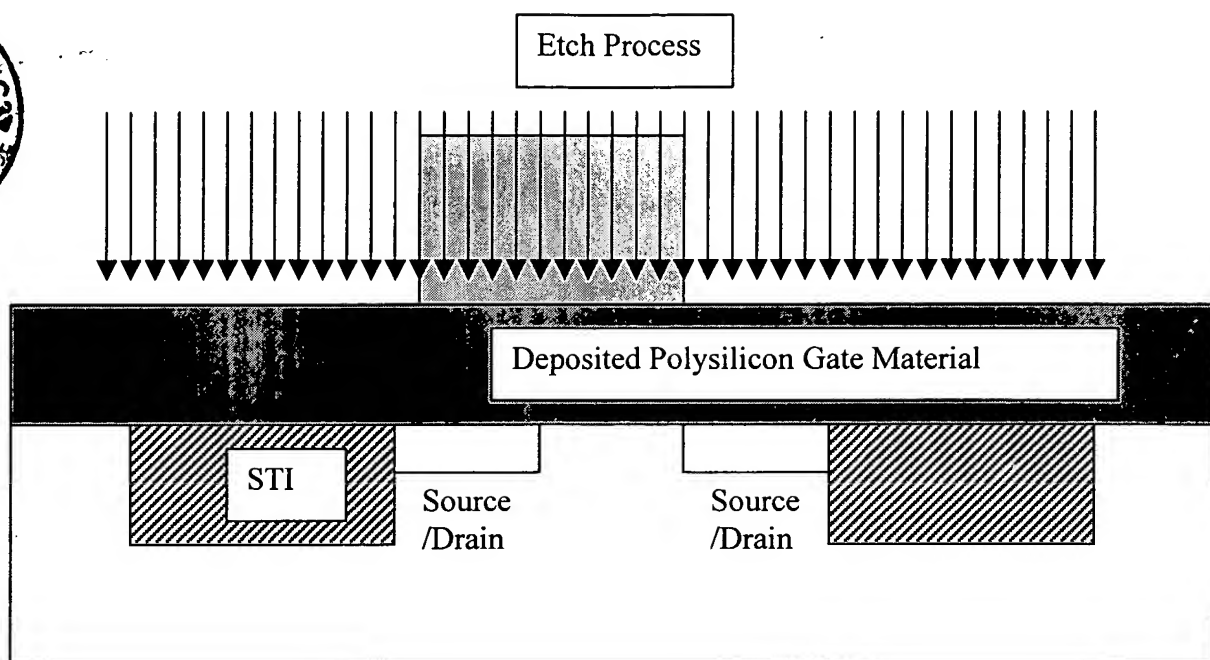 Etch Process
Deposited Polysilicon Gate Material
STI
Source
/Drain
Source
/Drain